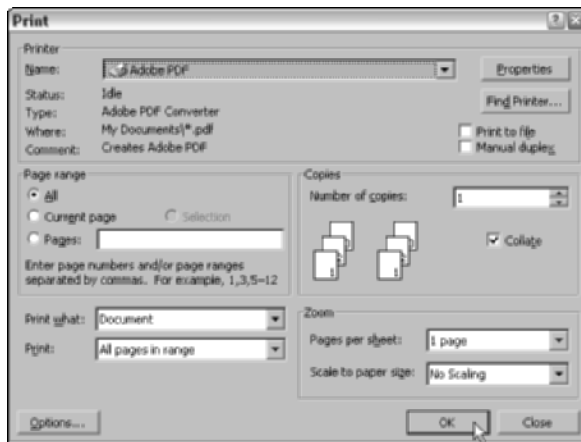 Print
Printer
Name: Adobe PDF Properties
Status: Idle Find Printer...
Type: Adobe PDF Converter
Where: My Documents\*.pdf Print to file
Comment: Creates Adobe PDF Manual duplex
Page range
All
Current page Selection
Pages:
Enter page numbers and/or page ranges
separated by commas. For example, 1,3,5-12
Copies
Number of copies: 1
Collate
Print what: Document
Print: All pages in range
Zoom
Pages per sheet: 1 page
Scale to paper size: No Scaling
Options... OK Close